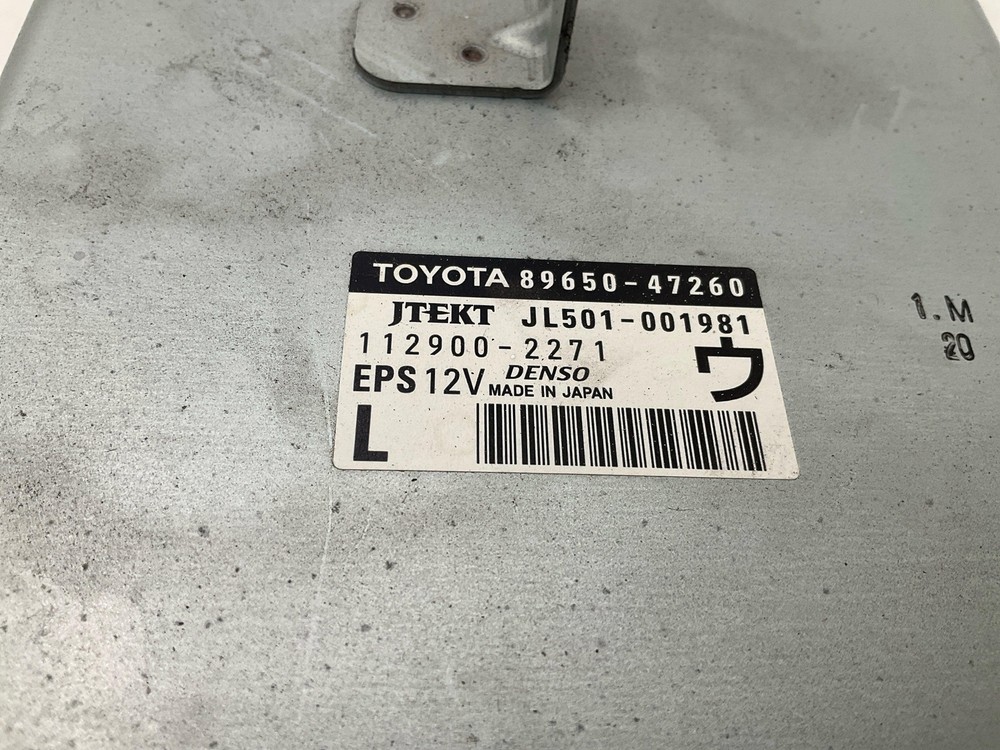 TOYOTA 89650-47260
JTEKT JL501-001981
112900-2271
ウ
EPS 12V DENSO
MADE IN JAPAN
L
1.M
20